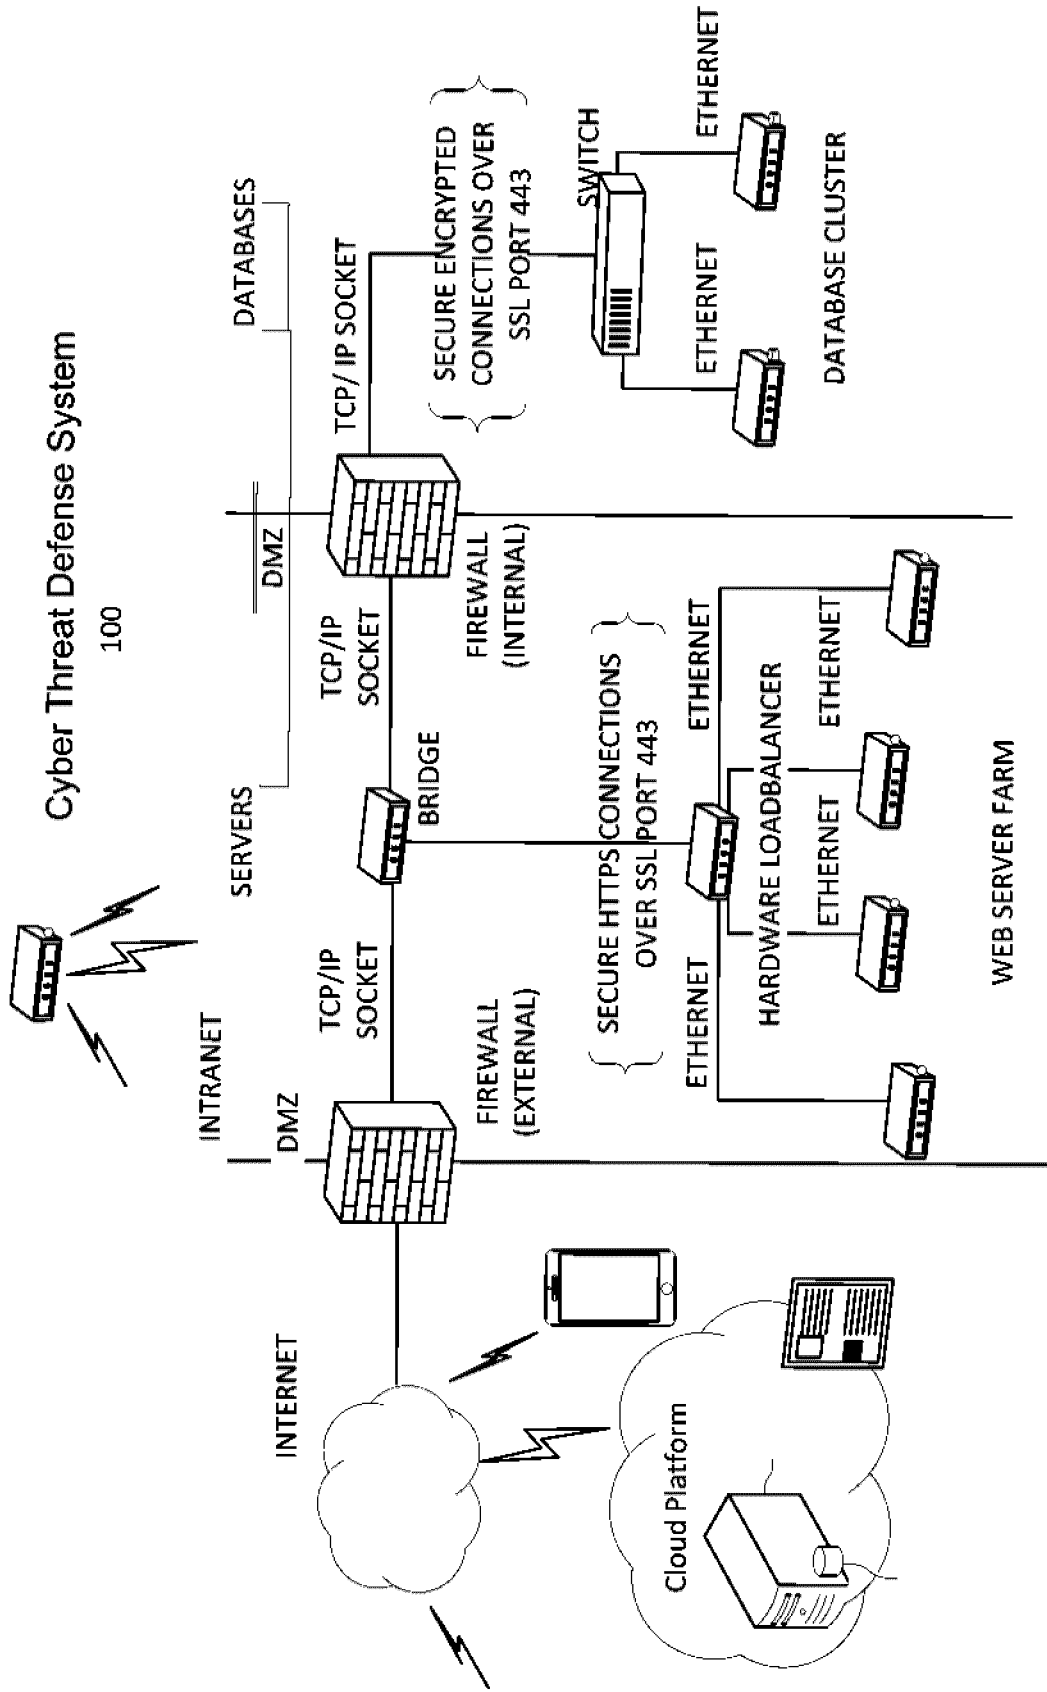 Cyber Threat Defense System
100
INTERNET
INTRANET
SERVERS
DATABASES
DMZ
DMZ
TCP/IP
SOCKET
TCP/IP
SOCKET
TCP/ IP SOCKET
BRIDGE
FIREWALL
(EXTERNAL)
FIREWALL
(INTERNAL)
SECURE ENCRYPTED
CONNECTIONS OVER
SSL PORT 443
SWITCH
ETHERNET
ETHERNET
DATABASE CLUSTER
SECURE HTTPS CONNECTIONS
OVER SSL PORT 443
ETHERNET
ETHERNET
HARDWARE LOADBALANCER
ETHERNET
ETHERNET
WEB SERVER FARM
Cloud Platform